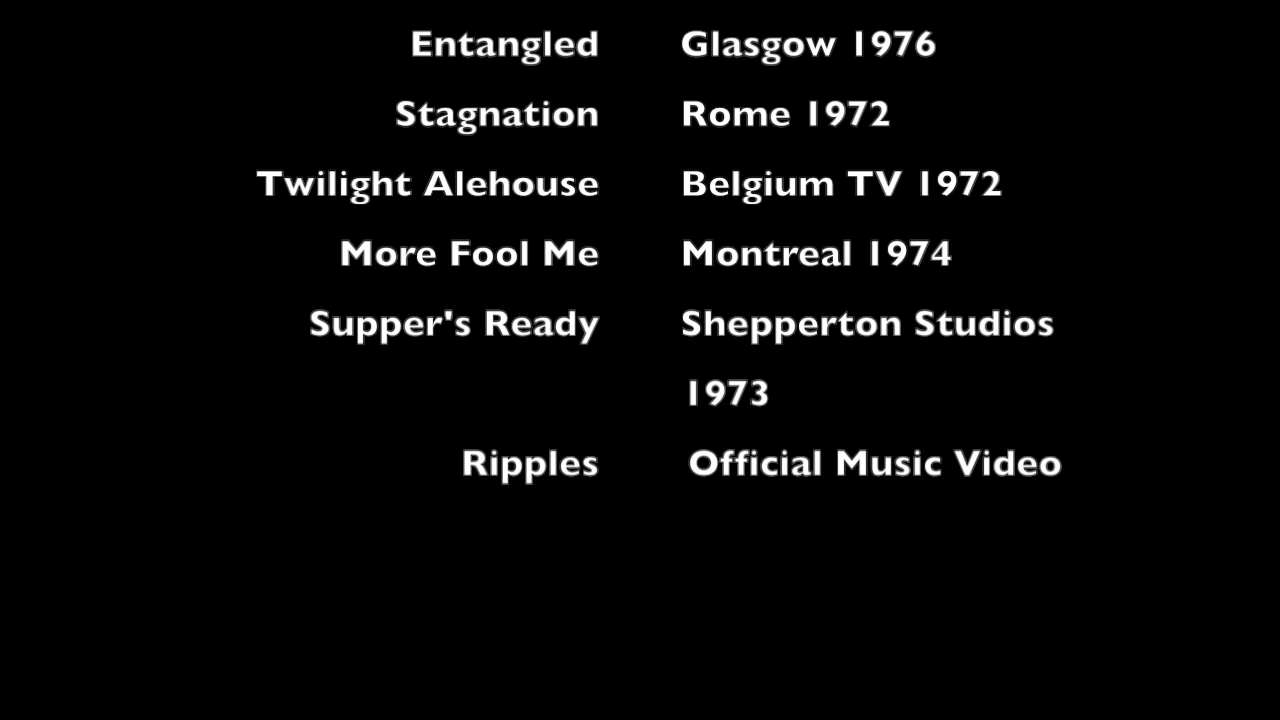 Entangled Glasgow 1976
Stagnation Rome 1972
Twilight Alehouse Belgium TV 1972
More Fool Me Montreal 1974
Supper's Ready Shepperton Studios
1973
Ripples Official Music Video